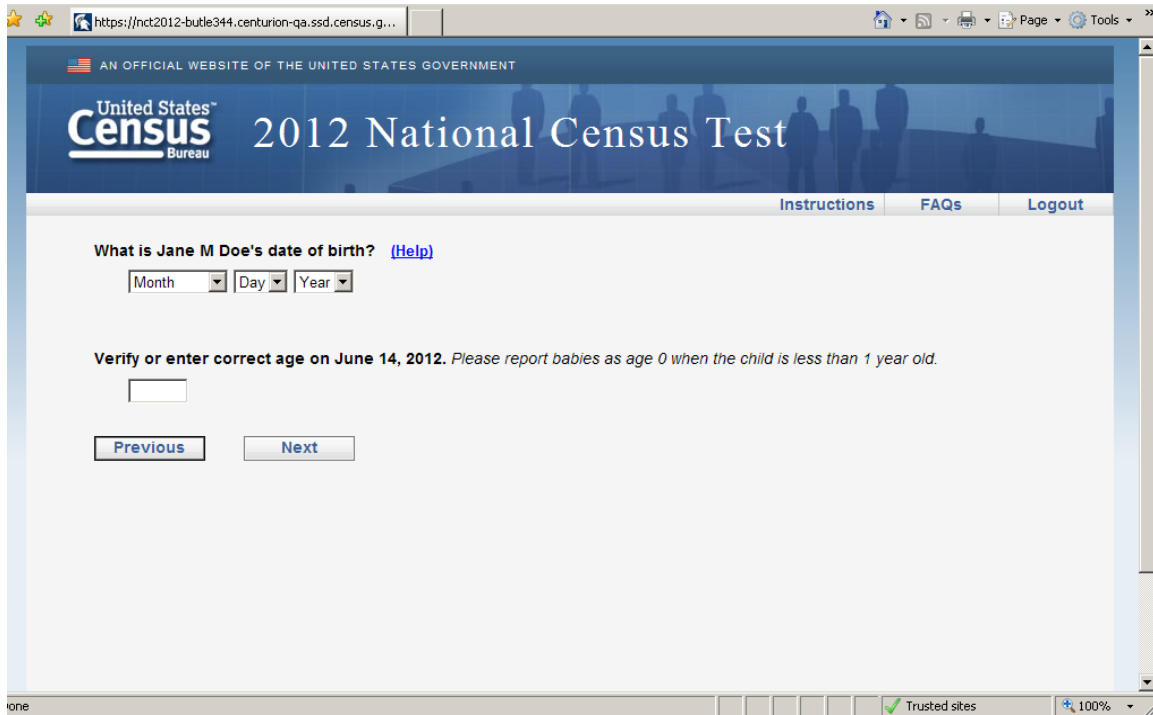 https://nct2012-butle344.centurion-qa.ssd.census.g...
Page Tools »
AN OFFICIAL WEBSITE OF THE UNITED STATES GOVERNMENT
United States™
Census
Bureau
2012 National Census Test
Instructions FAQs Logout
What is Jane M Doe's date of birth? (Help)
Month Day Year
Verify or enter correct age on June 14, 2012. Please report babies as age 0 when the child is less than 1 year old.
Previous Next
one Trusted sites 100%